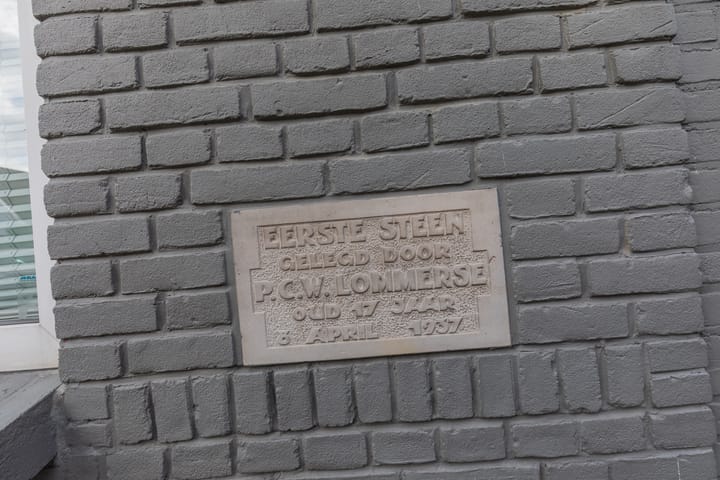 EERSTE STEEN
GELEGD DOOR
P.C.W. LOMMERSE
OUD 17 JAAR
6 APRIL 1937